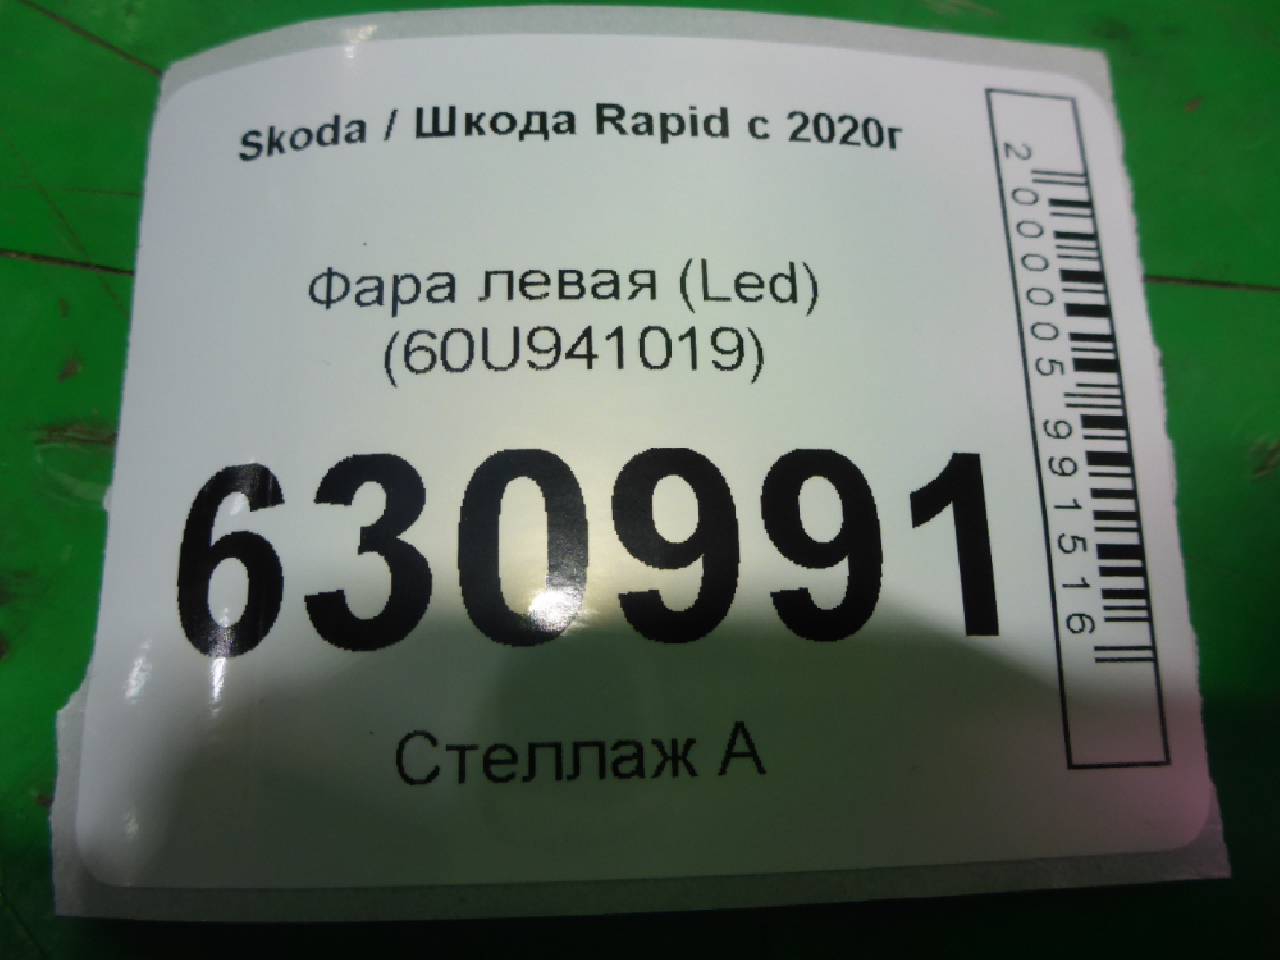 Skoda / Шкода Rapid с 2020г
Фара левая (Led)
(60U941019)
630991
Стеллаж А
2000005991516